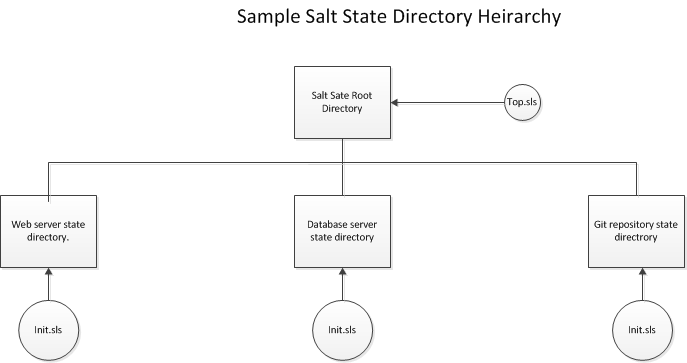 Sample Salt State Directory Heirarchy
Salt Sate Root
Directory
Top.sls
Web server state
directory.
Database server
state directory
Git repository state
directrory
Init.sls
Init.sls
Init.sls